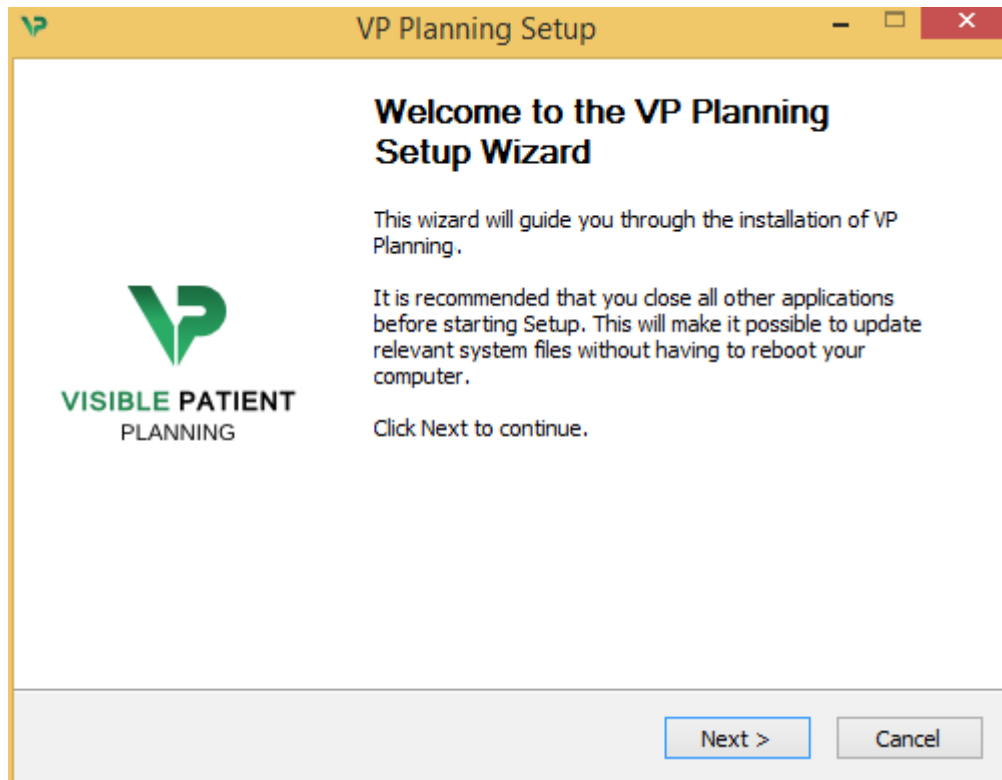 VP Planning Setup
Welcome to the VP Planning
Setup Wizard
This wizard will guide you through the installation of VP
Planning.
It is recommended that you close all other applications
before starting Setup. This will make it possible to update
relevant system files without having to reboot your
computer.
Click Next to continue.
VP
VISIBLE PATIENT
PLANNING
Next >
Cancel